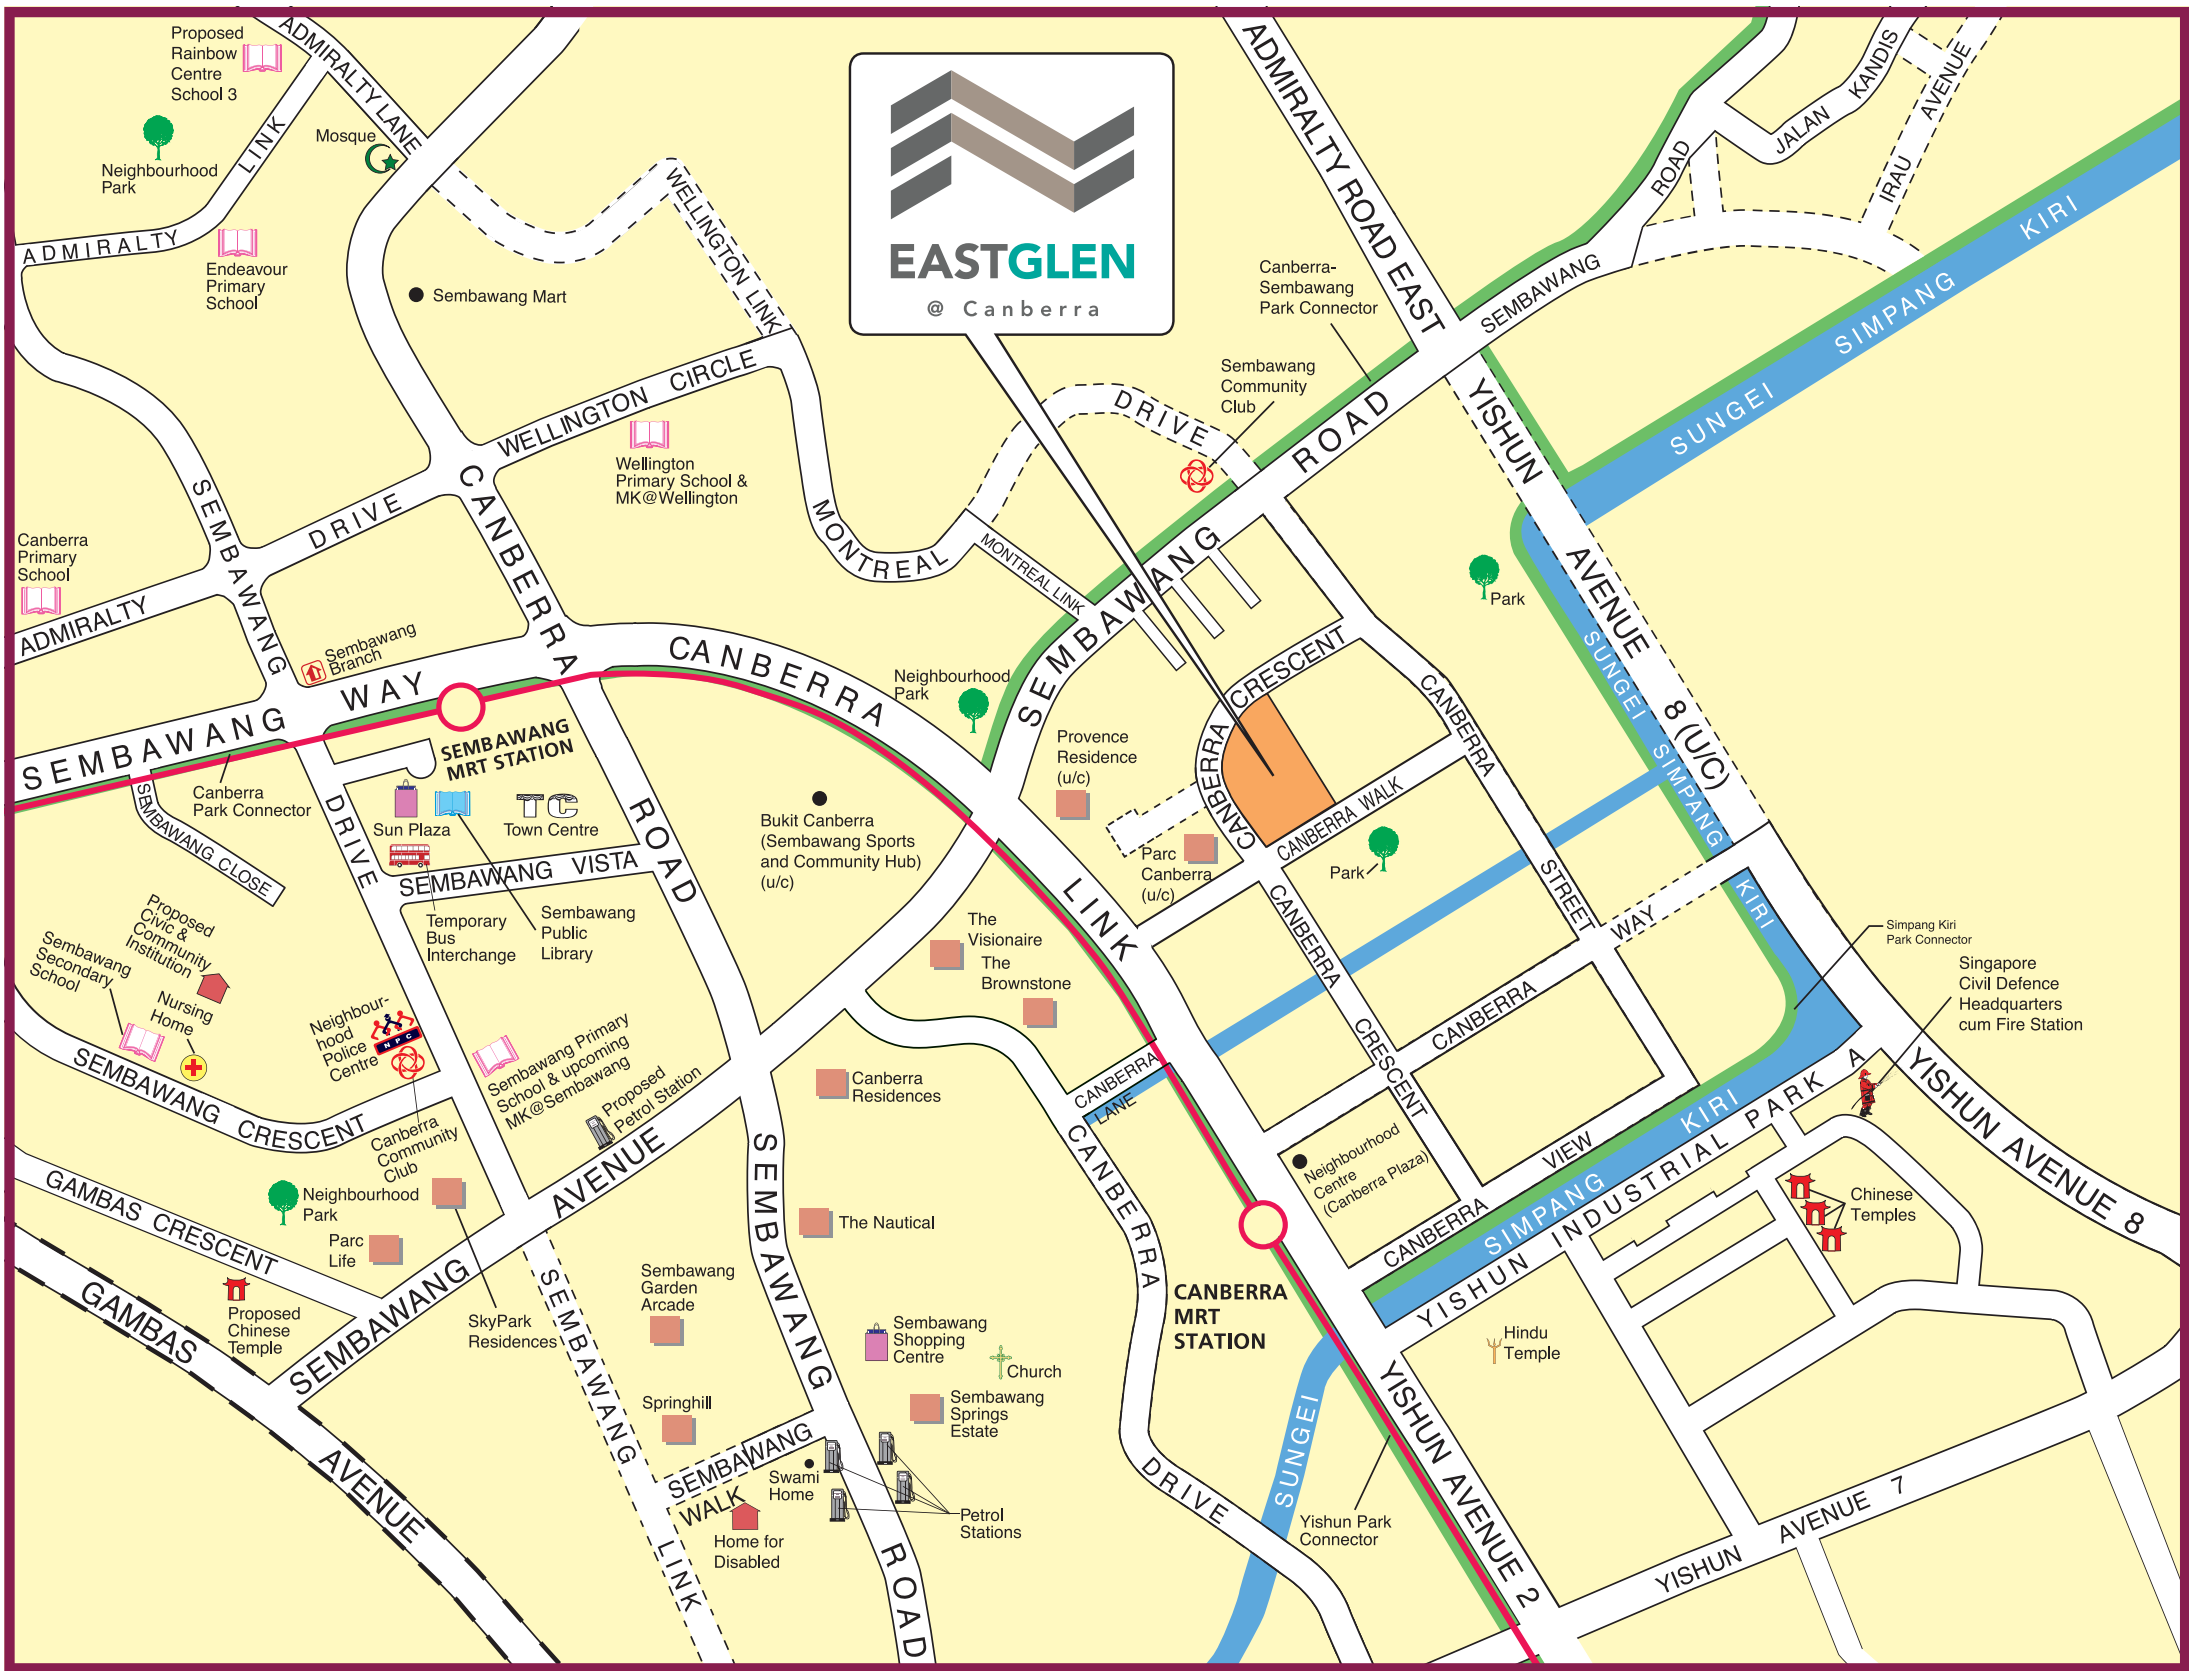 Proposed
Rainbow
Centre
School 3
ADMIRALTY LANE
LINK
Mosque
Neighbourhood
Park
ADMIRALTY
Endeavour
Primary
School
Sembawang Mart
WELLINGTON LINK
WELLINGTON CIRCLE
Wellington
Primary School &
MK@Wellington
EASTGLEN
@ Canberra
ADMIRALTY ROAD EAST
Canberra-
Sembawang
Park Connector
Sembawang
Community
Club
DRIVE
ROAD
SEMBAWANG
ROAD
JALAN KANDIS
IRAU AVENUE
SUNGEI SIMPANG KIRI
YISHUN AVENUE 8 (U/C)
SEMBAWANG
DRIVE
CANBERRA
MONTREAL
MONTREAL LINK
SEMBAWANG
Canberra
Primary
School
ADMIRALTY
Sembawang
Branch
SEMBAWANG WAY
CANBERRA
LINK
Neighbourhood
Park
Park
SUNGEI
SIMPANG
KIRI
CANBERRA CRESCENT
CANBERRA
STREET
SEMBAWANG
MRT STATION
Canberra
Park Connector
SEMBAWANG CLOSE
DRIVE
Sun Plaza
Town Centre
TC
ROAD
SEMBAWANG VISTA
Temporary
Bus
Interchange
Sembawang
Public
Library
Bukit Canberra
(Sembawang Sports
and Community Hub)
(u/c)
Provence
Residence
(u/c)
Parc
Canberra
(u/c)
CANBERRA WALK
Park
The
Visionaire
The
Brownstone
CANBERRA
CRESCENT
CANBERRA
WAY
Simpang Kiri
Park Connector
Singapore
Civil Defence
Headquarters
cum Fire Station
Proposed
Civic &
Community
Institution
Sembawang
Secondary
School
Nursing
Home
Neighbour-
hood
Police
Centre
NPC
SEMBAWANG CRESCENT
Canberra
Community
Club
Sembawang Primary
School & upcoming
MK@Sembawang
Proposed
Petrol Station
Canberra
Residences
CANBERRA
LANE
CANBERRA
DRIVE
Neighbourhood
Centre
(Canberra Plaza)
CANBERRA VIEW
SIMPANG KIRI
YISHUN INDUSTRIAL PARK A
YISHUN AVENUE 8
Chinese
Temples
GAMBAS CRESCENT
Neighbourhood
Park
Parc
Life
Proposed
Chinese
Temple
SEMBAWANG AVENUE
SkyPark
Residences
GAMBAS
AVENUE
SEMBAWANG
SEMBAWANG
LINK
The Nautical
Sembawang
Garden
Arcade
SEMBAWANG
ROAD
Sembawang
Shopping
Centre
Church
Sembawang
Springs
Estate
Springhill
SEMBAWANG
WALK
Swami
Home
Home for
Disabled
Petrol
Stations
CANBERRA
MRT
STATION
SUNGEI
Hindu
Temple
Yishun Park
Connector
YISHUN AVENUE 2
YISHUN AVENUE 7